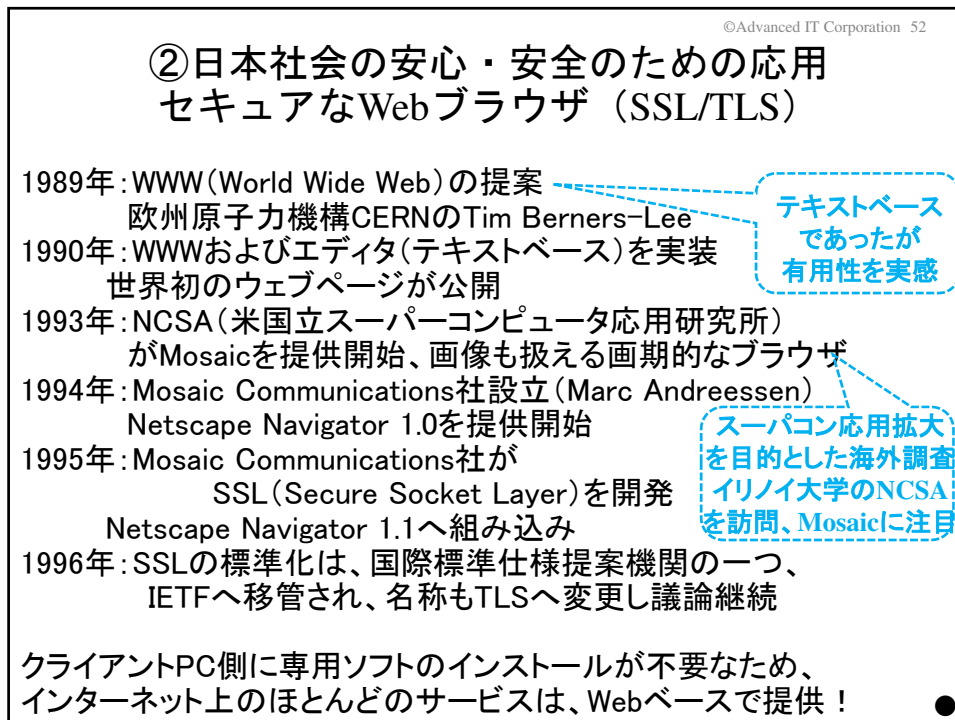 ©Advanced IT Corporation 52
②日本社会の安心・安全のための応用
セキュアなWebブラウザ（SSL/TLS）
1989年：WWW（World Wide Web）の提案
欧州原子力機構CERNのTim Berners-Lee
1990年：WWWおよびエディタ（テキストベース）を実装
世界初のウェブページが公開
テキストベース
であったが
有用性を実感
1993年：NCSA（米国立スーパーコンピュータ応用研究所）
がMosaicを提供開始、画像も扱える画期的なブラウザ
1994年：Mosaic Communications社設立（Marc Andreessen）
Netscape Navigator 1.0を提供開始
1995年：Mosaic Communications社が
SSL（Secure Socket Layer）を開発
Netscape Navigator 1.1へ組み込み
スーパコン応用拡大
を目的とした海外調査
イリノイ大学のNCSA
を訪問、Mosaicに注目
1996年：SSLの標準化は、国際標準仕様提案機関の一つ、
IETFへ移管され、名称もTLSへ変更し議論継続
クライアントPC側に専用ソフトのインストールが不要なため、
インターネット上のほとんどのサービスは、Webベースで提供！